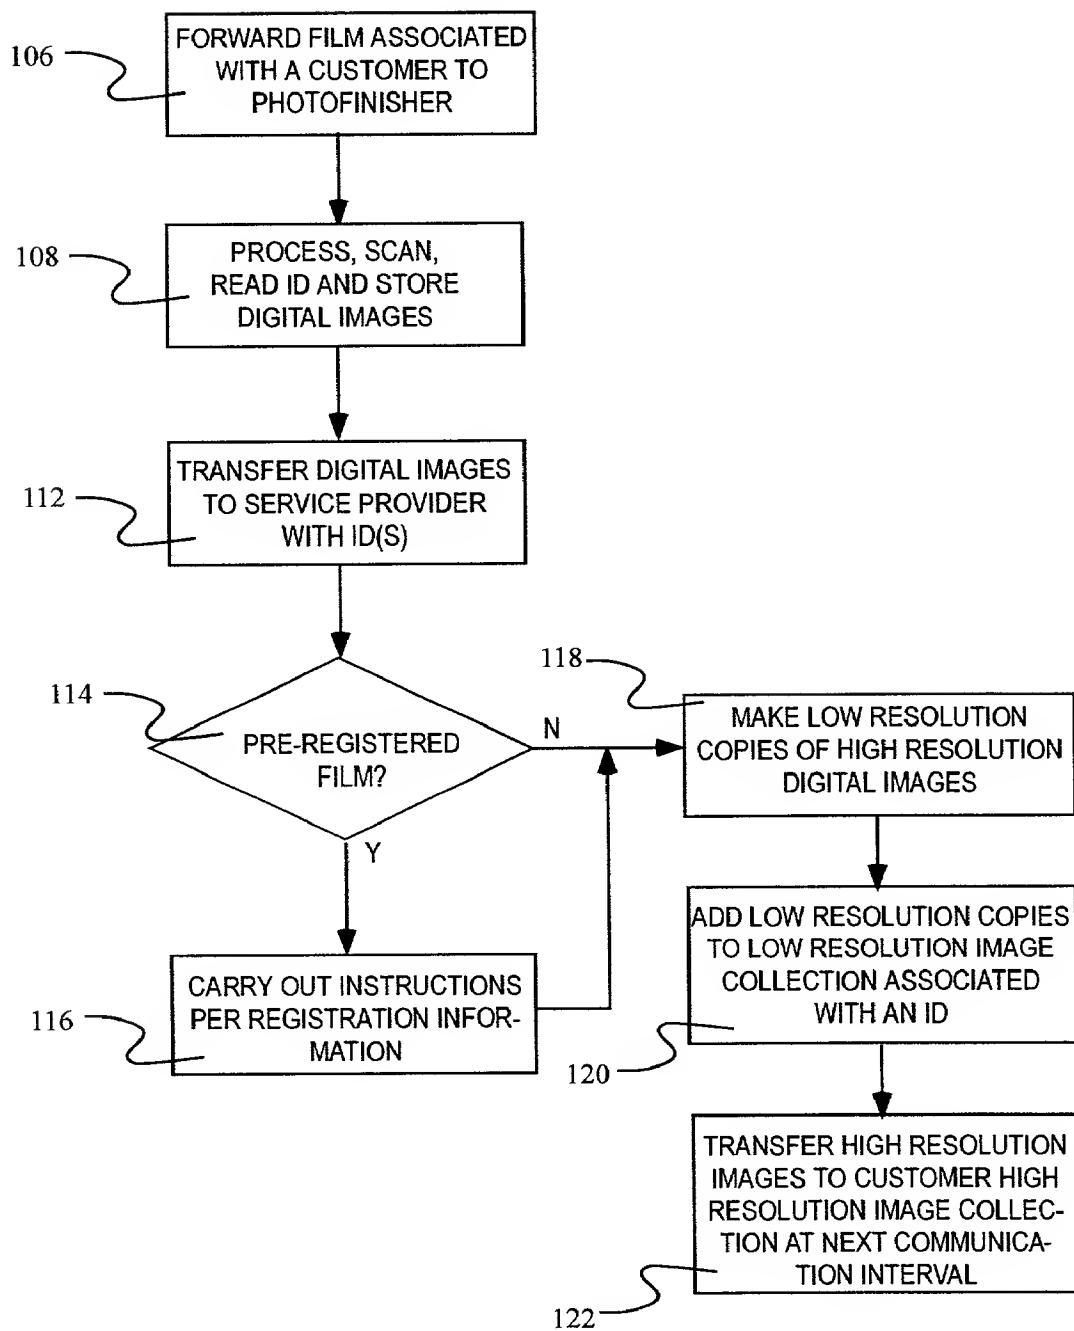 106
FORWARD FILM ASSOCIATED
WITH A CUSTOMER TO
PHOTOFINISHER
108
PROCESS, SCAN,
READ ID AND STORE
DIGITAL IMAGES
112
TRANSFER DIGITAL IMAGES
TO SERVICE PROVIDER
WITH ID(S)
114
PRE-REGISTERED
FILM?
N
Y
116
CARRY OUT INSTRUCTIONS
PER REGISTRATION INFOR-
MATION
118
MAKE LOW RESOLUTION
COPIES OF HIGH RESOLUTION
DIGITAL IMAGES
ADD LOW RESOLUTION COPIES
TO LOW RESOLUTION IMAGE
COLLECTION ASSOCIATED
WITH AN ID
120
TRANSFER HIGH RESOLUTION
IMAGES TO CUSTOMER HIGH
RESOLUTION IMAGE COLLEC-
TION AT NEXT COMMUNICA-
TION INTERVAL
122